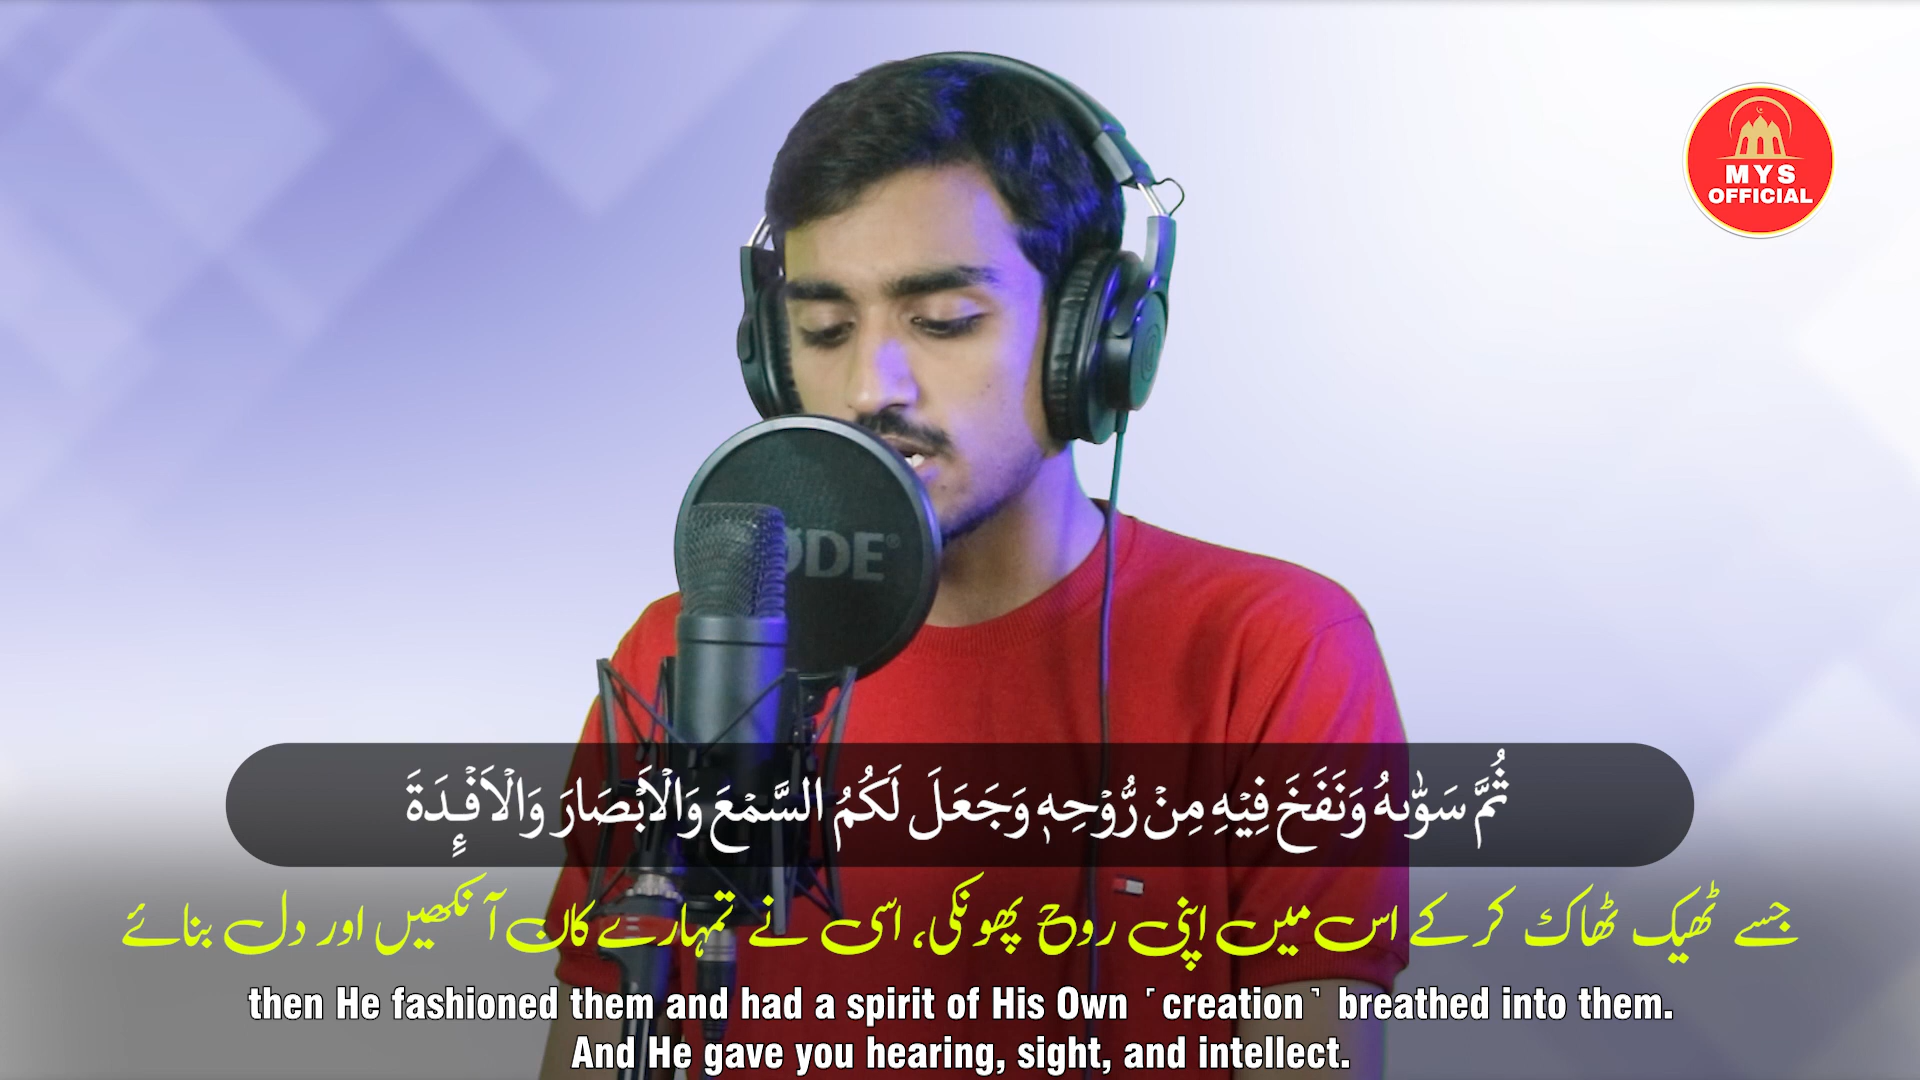 MYS
OFFICIAL
ØDE®
ثُمَّ سَوّٰىهُ وَنَفَخَ فِيْهِ مِنْ رُّوْحِهٖ وَجَعَلَ لَكُمُ السَّمْعَ وَالْاَبْصَارَ وَالْاَفْـِٕدَةَ
جسے ٹھیک ٹھاک کر کے اس میں اپنی روح پھونکی، اسی نے تمہارے کان آنکھیں اور دل بنائے
then He fashioned them and had a spirit of His Own ˹creation˺ breathed into them.
And He gave you hearing, sight, and intellect.